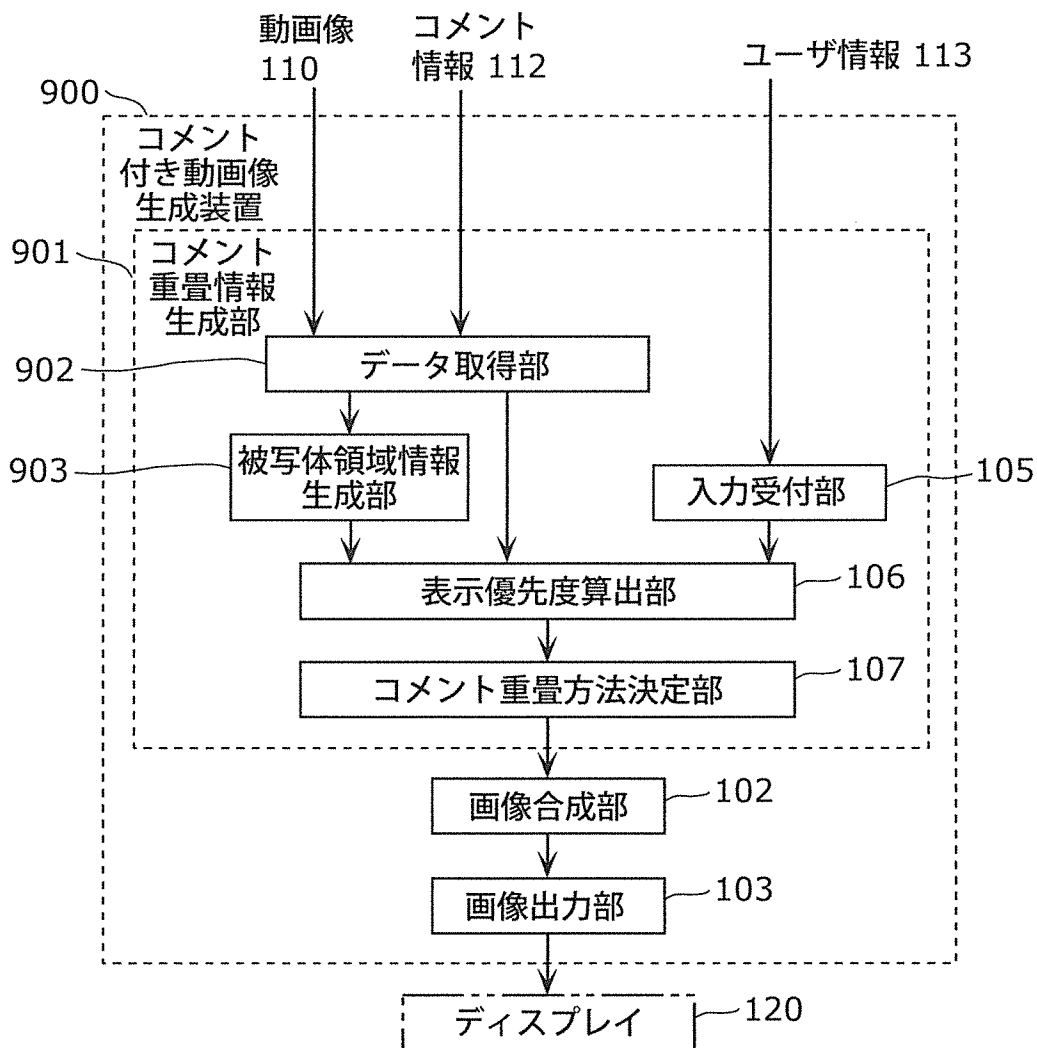 動画像
110
コメント
情報 112
ユーザ情報 113
900
コメント
付き動画像
生成装置
901
コメント
重畳情報
生成部
902
データ取得部
903
被写体領域情報
生成部
入力受付部
105
表示優先度算出部
106
コメント重畳方法決定部
107
画像合成部
102
画像出力部
103
ディスプレイ
120